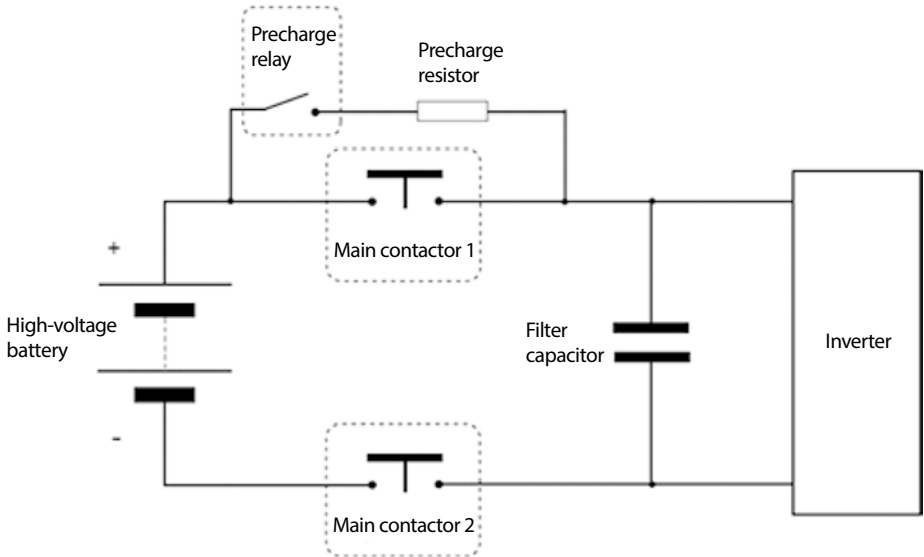 Precharge
relay
Precharge
resistor
Main contactor 1
+
High-voltage
battery
-
Filter
capacitor
Inverter
Main contactor 2